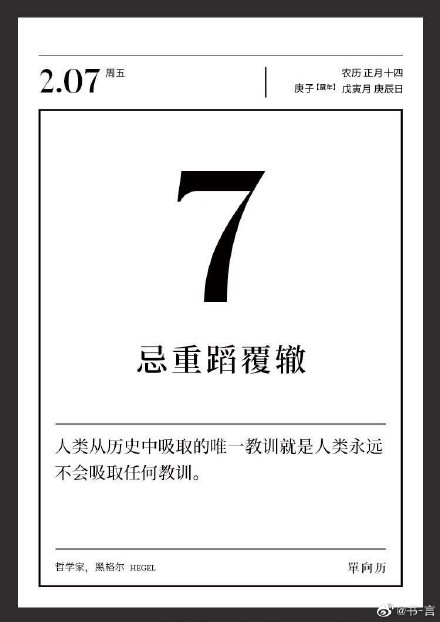 2.07 周五
农历 正月十四
庚子【鼠年】 戊寅月 庚辰日
7
忌重蹈覆辙
人类从历史中吸取的唯一教训就是人类永远
不会吸取任何教训。
哲学家，黑格尔 HEGEL
單向历
@书-言